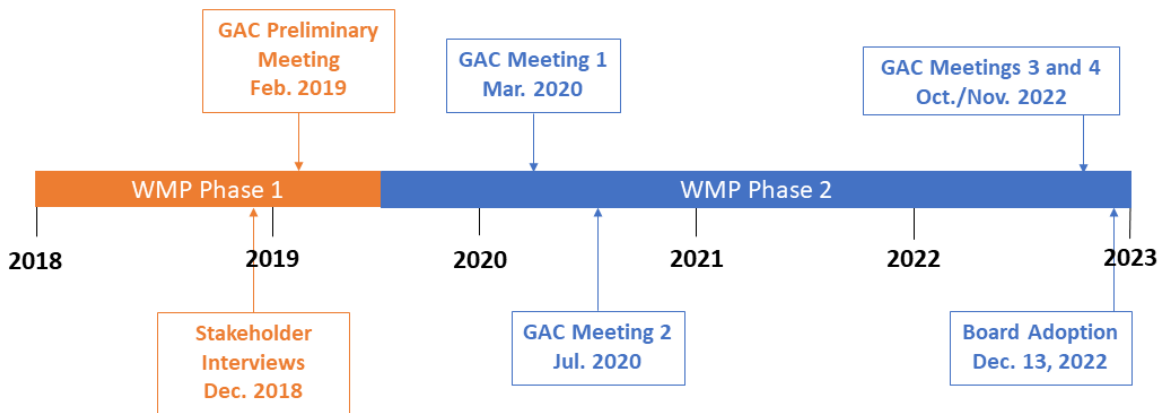 GAC Preliminary
Meeting
Feb. 2019
GAC Meeting 1
Mar. 2020
GAC Meetings 3 and 4
Oct./Nov. 2022
WMP Phase 1
WMP Phase 2
2018
2019
2020
2021
2022
2023
Stakeholder
Interviews
Dec. 2018
GAC Meeting 2
Jul. 2020
Board Adoption
Dec. 13, 2022